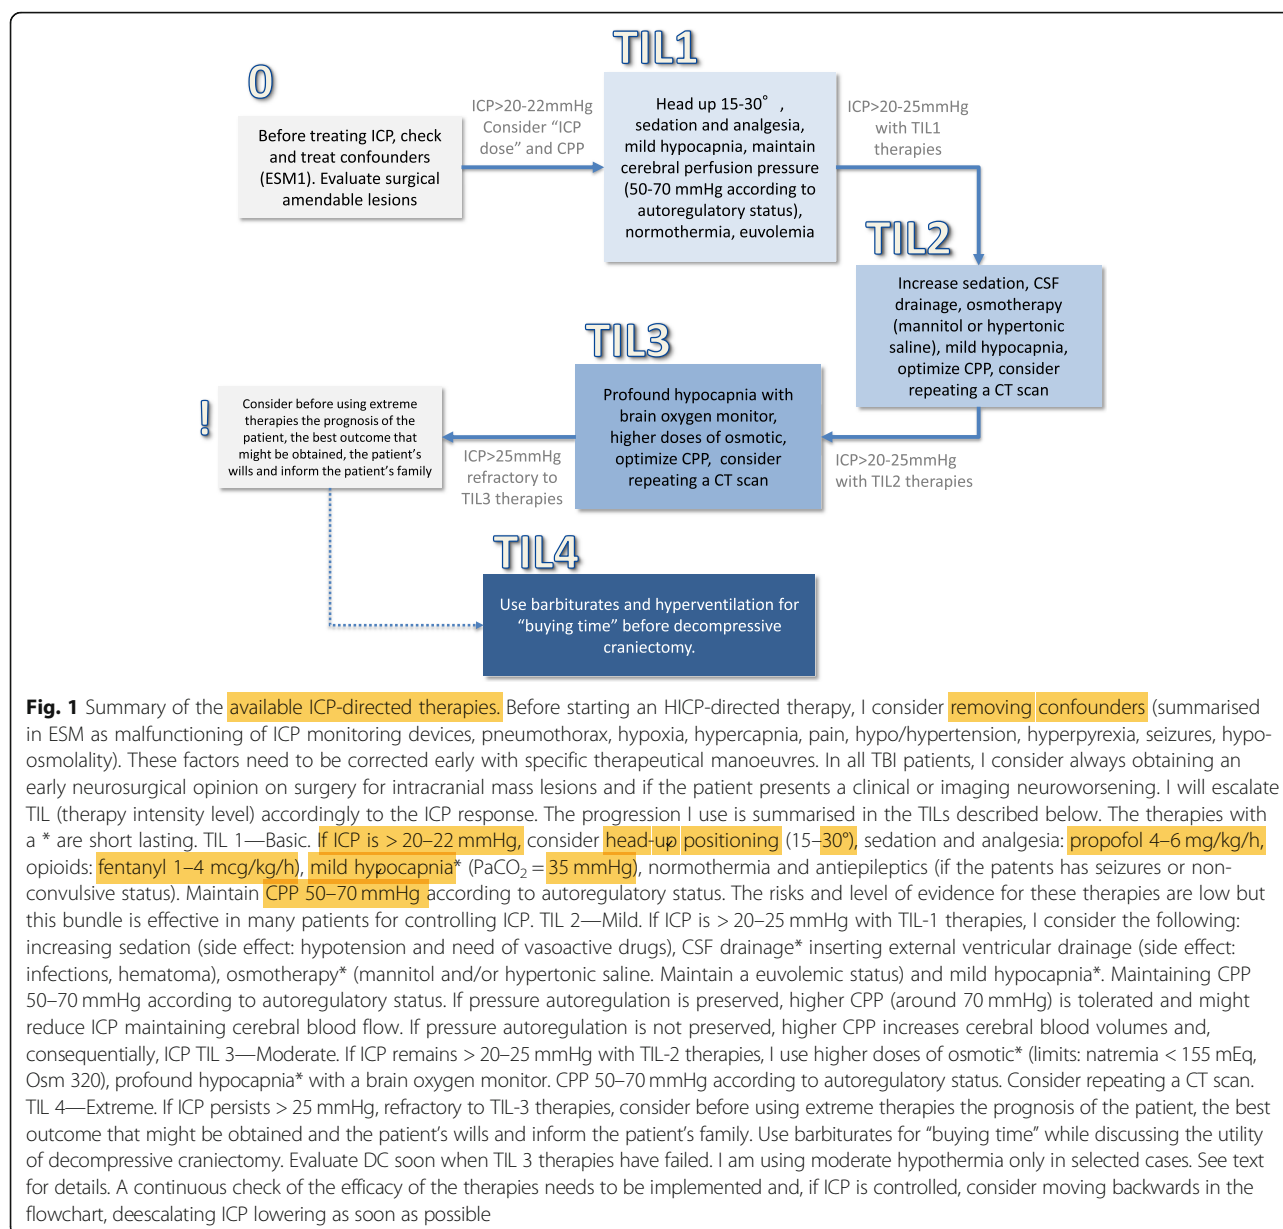 0
Before treating ICP, check
and treat confounders
(ESM1). Evaluate surgical
amendable lesions
ICP>20-22mmHg
Consider “ICP
dose” and CPP
TIL1
Head up 15-30° ,
sedation and analgesia,
mild hypocapnia, maintain
cerebral perfusion pressure
(50-70 mmHg according to
autoregulatory status),
normothermia, euvolemia
ICP>20-25mmHg
with TIL1
therapies
TIL2
Increase sedation, CSF
drainage, osmotherapy
(mannitol or hypertonic
saline), mild hypocapnia,
optimize CPP, consider
repeating a CT scan
ICP>20-25mmHg
with TIL2 therapies
TIL3
Profound hypocapnia with
brain oxygen monitor,
higher doses of osmotic,
optimize CPP, consider
repeating a CT scan
ICP>25mmHg
refractory to
TIL3 therapies
!
Consider before using extreme
therapies the prognosis of the
patient, the best outcome that
might be obtained, the patient’s
wills and inform the patient’s family
TIL4
Use barbiturates and hyperventilation for
“buying time” before decompressive
craniectomy.
Fig. 1 Summary of the available ICP-directed therapies. Before starting an HICP-directed therapy, I consider removing confounders (summarised
in ESM as malfunctioning of ICP monitoring devices, pneumothorax, hypoxia, hypercapnia, pain, hypo/hypertension, hyperpyrexia, seizures, hypo-
osmolality). These factors need to be corrected early with specific therapeutical manoeuvres. In all TBI patients, I consider always obtaining an
early neurosurgical opinion on surgery for intracranial mass lesions and if the patient presents a clinical or imaging neuroworsening. I will escalate
TIL (therapy intensity level) accordingly to the ICP response. The progression I use is summarised in the TILs described below. The therapies with
a * are short lasting. TIL 1—Basic. If ICP is > 20–22 mmHg, consider head-up positioning (15–30°), sedation and analgesia: propofol 4–6 mg/kg/h,
opioids: fentanyl 1–4 mcg/kg/h), mild hypocapnia* (PaCO₂ = 35 mmHg), normothermia and antiepileptics (if the patents has seizures or non-
convulsive status). Maintain CPP 50–70 mmHg according to autoregulatory status. The risks and level of evidence for these therapies are low but
this bundle is effective in many patients for controlling ICP. TIL 2—Mild. If ICP is > 20–25 mmHg with TIL-1 therapies, I consider the following:
increasing sedation (side effect: hypotension and need of vasoactive drugs), CSF drainage* inserting external ventricular drainage (side effect:
infections, hematoma), osmotherapy* (mannitol and/or hypertonic saline. Maintain a euvolemic status) and mild hypocapnia*. Maintaining CPP
50–70 mmHg according to autoregulatory status. If pressure autoregulation is preserved, higher CPP (around 70 mmHg) is tolerated and might
reduce ICP maintaining cerebral blood flow. If pressure autoregulation is not preserved, higher CPP increases cerebral blood volumes and,
consequentially, ICP TIL 3—Moderate. If ICP remains > 20–25 mmHg with TIL-2 therapies, I use higher doses of osmotic* (limits: natremia < 155 mEq,
Osm 320), profound hypocapnia* with a brain oxygen monitor. CPP 50–70 mmHg according to autoregulatory status. Consider repeating a CT scan.
TIL 4—Extreme. If ICP persists > 25 mmHg, refractory to TIL-3 therapies, consider before using extreme therapies the prognosis of the patient, the best
outcome that might be obtained and the patient’s wills and inform the patient’s family. Use barbiturates for “buying time” while discussing the utility
of decompressive craniectomy. Evaluate DC soon when TIL 3 therapies have failed. I am using moderate hypothermia only in selected cases. See text
for details. A continuous check of the efficacy of the therapies needs to be implemented and, if ICP is controlled, consider moving backwards in the
flowchart, deescalating ICP lowering as soon as possible